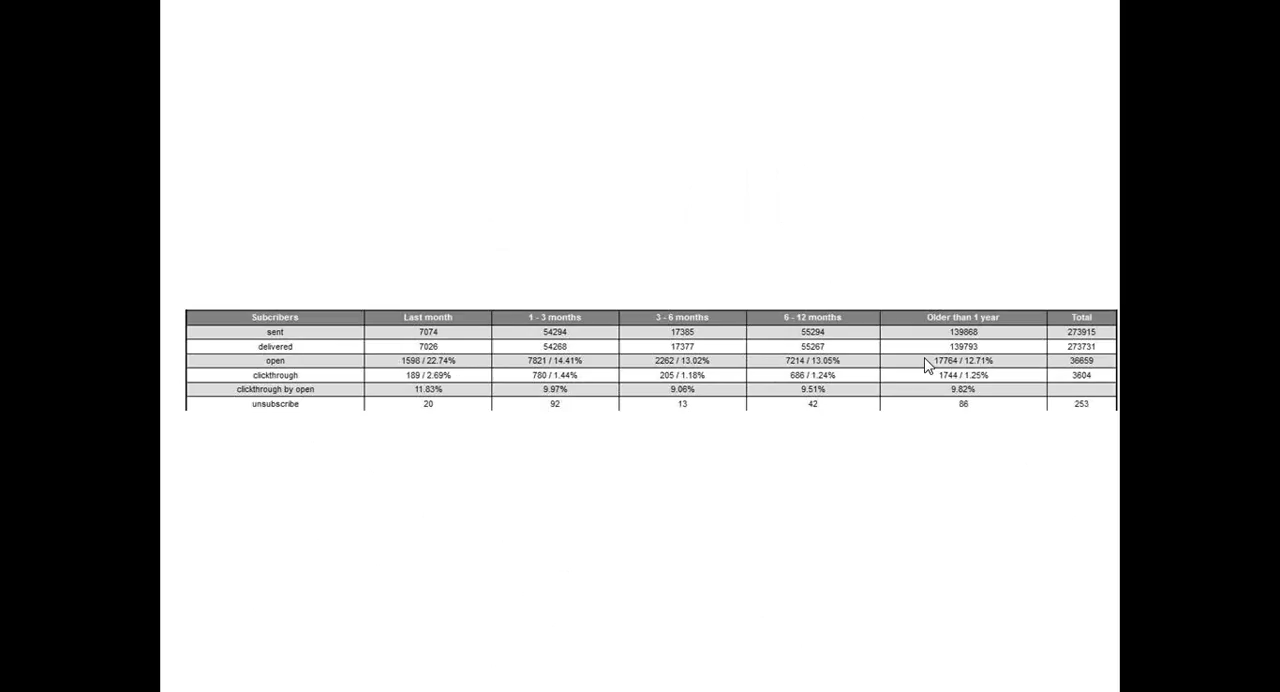 Subcribers Last month 1 - 3 months 3 - 6 months 6 - 12 months Older than 1 year Total
sent 7074 54294 17385 55294 139868 273915
delivered 7026 54268 17377 55267 139793 273731
open 1598 / 22.74% 7821 / 14.41% 2262 / 13.02% 7214 / 13.05% 17764 / 12.71% 36659
clickthrough 189 / 2.69% 780 / 1.44% 205 / 1.18% 686 / 1.24% 1744 / 1.25% 3604
clickthrough by open 11.83% 9.97% 9.06% 9.51% 9.82%
unsubscribe 20 92 13 42 86 253